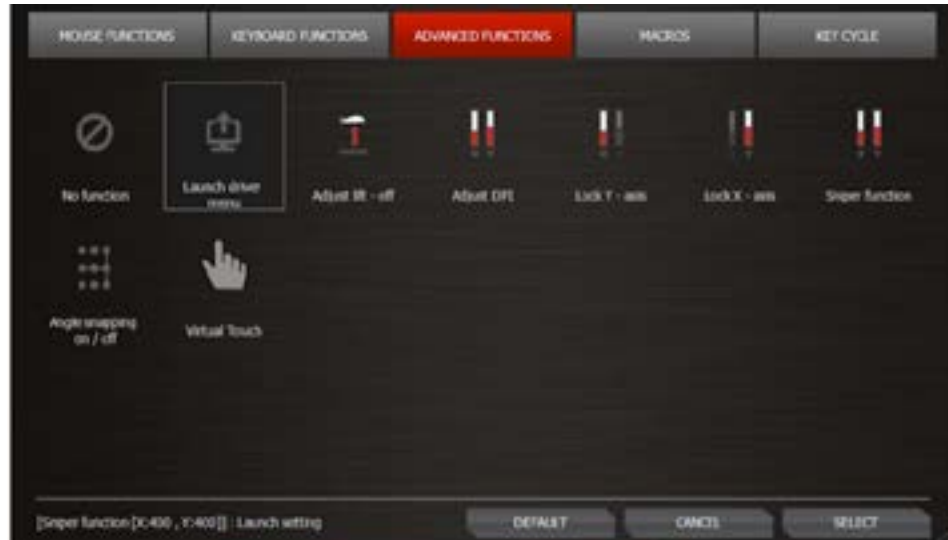 MOUSE FUNCTIONS
KEYBOARD FUNCTIONS
ADVANCED FUNCTIONS
MACROS
KEY CYCLE
No function
Launch driver
menu
Adjust lift - off
Adjust DPI
Lock Y - axis
Lock X - axis
Sniper function
Angle snapping
on / off
Virtual Touch
[Sniper function [X:400 , Y:400]] : Launch setting
DEFAULT
CANCEL
SELECT